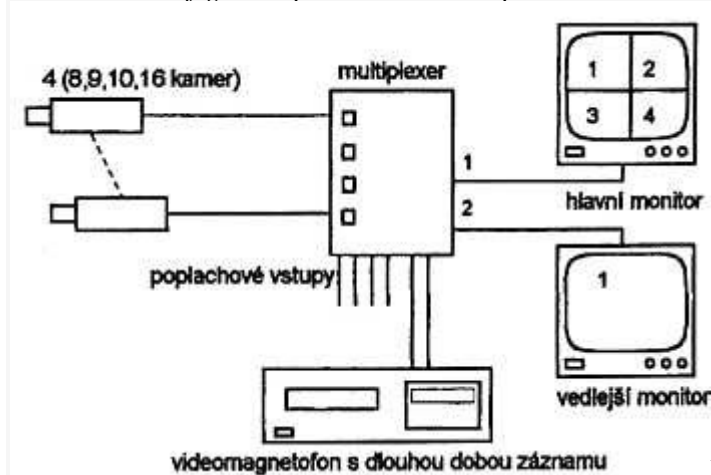 4 (8,9,10,16 kamer)
multiplexer
1 2
3 4
1
hlavní monitor
2
poplachové vstupy
1
vedlejší monitor
videomagnetofon s dlouhou dobou záznamu